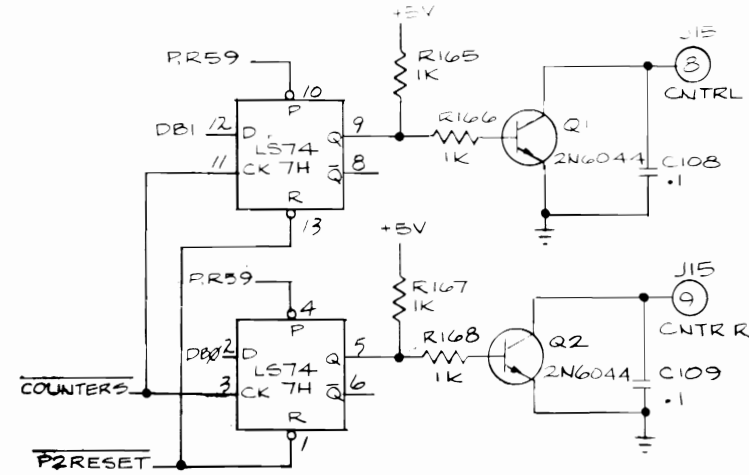 +5V
J15
P.R59
R165
1K
8
CNTRL
10
P
DB1 12 D
Q 9
R166
1K
Q1
LS74
7H
11 CK
Q̅ 8
2N6044
C108
.1
R
13
+5V
P.R59
R167
1K
J15
9
CNTR R
4
P
DBØ 2 D
Q 5
R168
1K
Q2
LS74
7H
3 CK
Q̅ 6
2N6044
C109
.1
R
1
C̅O̅U̅N̅T̅E̅R̅S̅
P̅2̅R̅E̅S̅E̅T̅